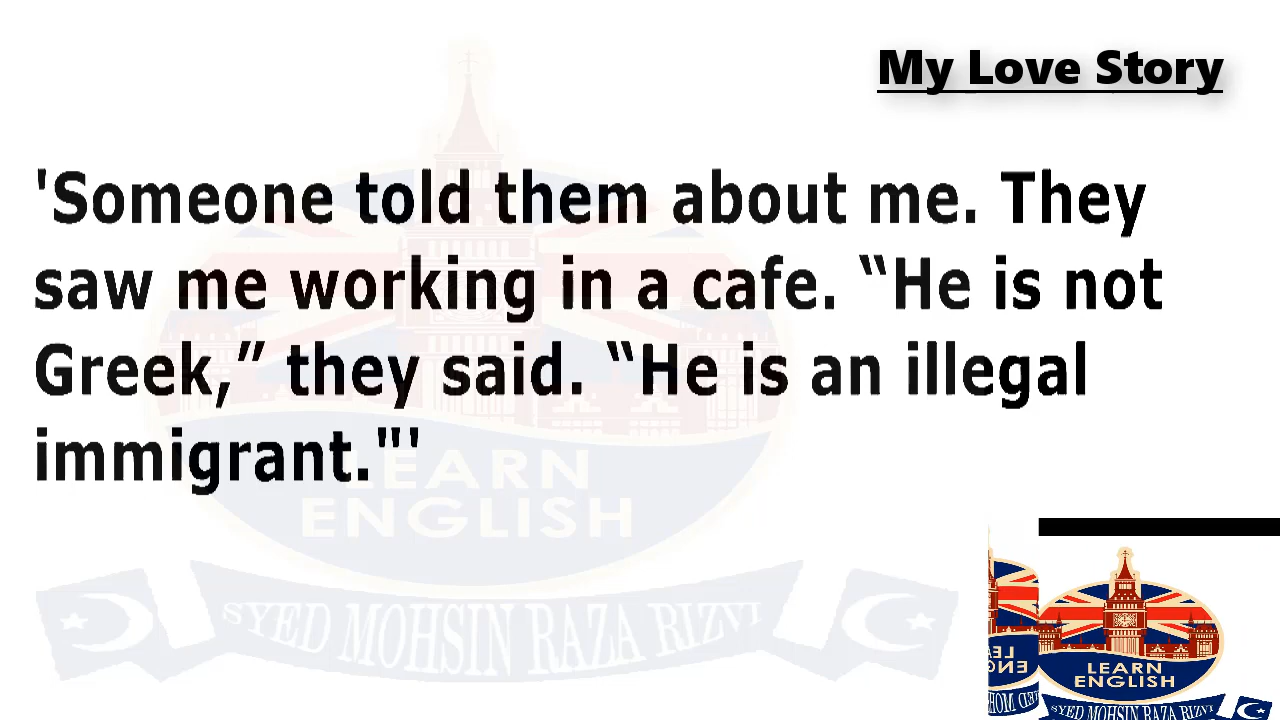 My Love Story
'Someone told them about me. They
saw me working in a cafe. “He is not
Greek,” they said. “He is an illegal
immigrant."'
LEARN
ENGLISH
SYED MOHSIN RAZA RIZVI
LEARN
ENGLISH
SYED MOHSIN RAZA RIZVI